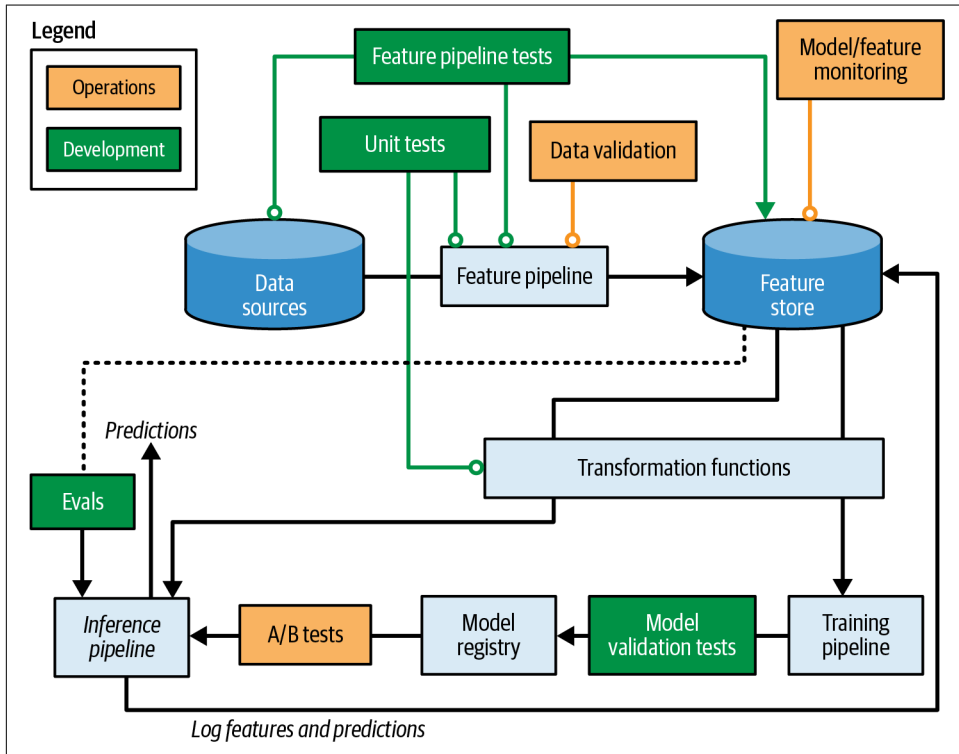 Legend
Operations
Development
Feature pipeline tests
Model/feature
monitoring
Unit tests
Data validation
Data
sources
Feature pipeline
Feature
store
Predictions
Transformation functions
Evals
Inference
pipeline
A/B tests
Model
registry
Model
validation tests
Training
pipeline
Log features and predictions